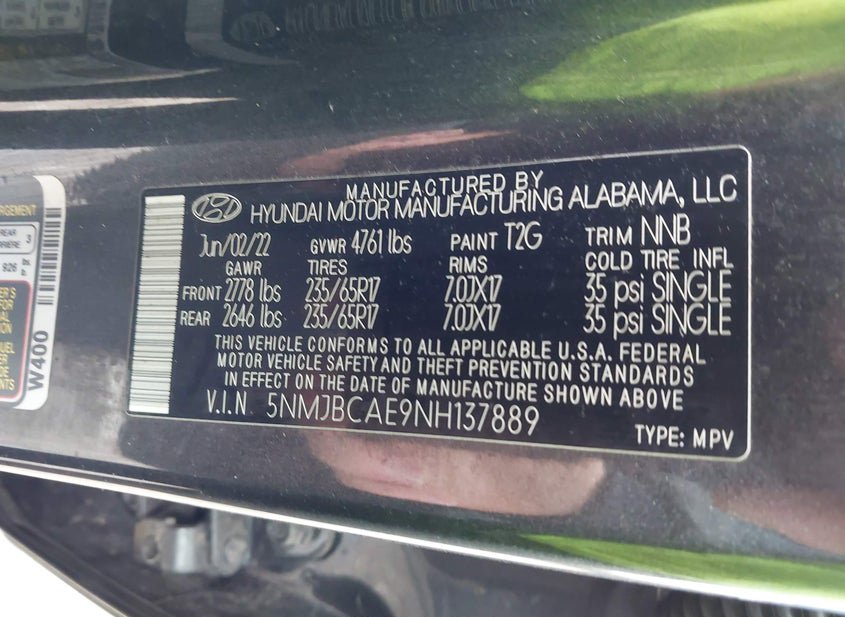 MANUFACTURED BY
HYUNDAI MOTOR MANUFACTURING ALABAMA, LLC
Jun/02/22 GVWR 4761 lbs PAINT T2G TRIM NNB
GAWR TIRES RIMS COLD TIRE INFL
FRONT 2778 lbs 235/65R17 7.0JX17 35 psi SINGLE
REAR 2646 lbs 235/65R17 7.0JX17 35 psi SINGLE
THIS VEHICLE CONFORMS TO ALL APPLICABLE U.S.A. FEDERAL
MOTOR VEHICLE SAFETY AND THEFT PREVENTION STANDARDS
IN EFFECT ON THE DATE OF MANUFACTURE SHOWN ABOVE
V.I.N. 5NMJBCAE9NH137889
TYPE: MPV
REAR 3
926
W400